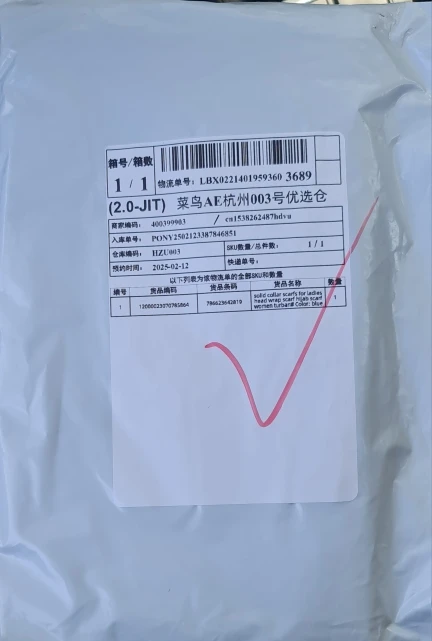 箱号/箱数
1 / 1
物流单号: LBX0221401959360 3689
(2.0-JIT) 菜鸟AE杭州003号优选仓
商家编码: 400399903 / cn1538262487hdvu
入库单号: PONY2502123387846851
仓库编码: HZU003 SKU数量/总件数: 1 / 1
预约时间: 2025-02-12 快递单号:
以下列表为该物流单的全部SKU和数量
编号 货品编码 货品条码 货品名称 数量
1 796623642819 solid collar scarfs for ladies 1
head wrap scarf hijab scarf
women turban# Color: blue